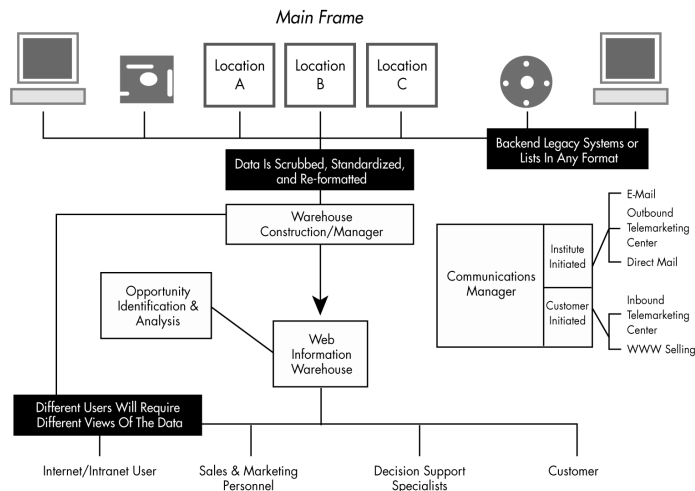 Main Frame
Location
A
Location
B
Location
C
Backend Legacy Systems or
Lists In Any Format
Data Is Scrubbed, Standardized,
and Re-formatted
Warehouse
Construction/Manager
Opportunity
Identification &
Analysis
Web
Information
Warehouse
Communications
Manager
Institute
Initiated
Customer
Initiated
E-Mail
Outbound
Telemarketing
Center
Direct Mail
Inbound
Telemarketing
Center
WWW Selling
Different Users Will Require
Different Views Of The Data
Internet/Intranet User
Sales & Marketing
Personnel
Decision Support
Specialists
Customer